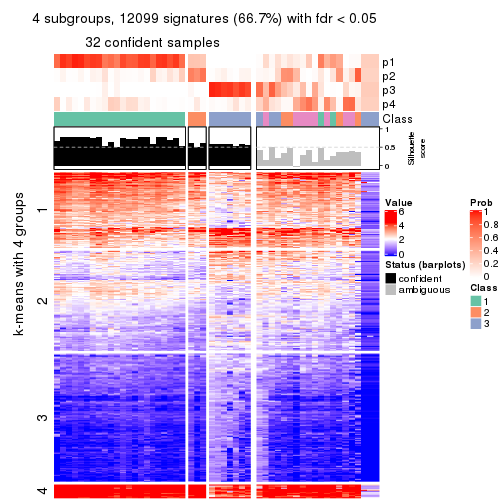 4 subgroups, 12099 signatures (66.7%) with fdr < 0.05
32 confident samples
p1
p2
p3
p4
Class
1
0.5
0
Silhouette
score
k-means with 4 groups
1
2
3
4
Value
6
4
2
0
Status (barplots)
confident
ambiguous
Prob
1
0.8
0.6
0.4
0.2
0
Class
1
2
3